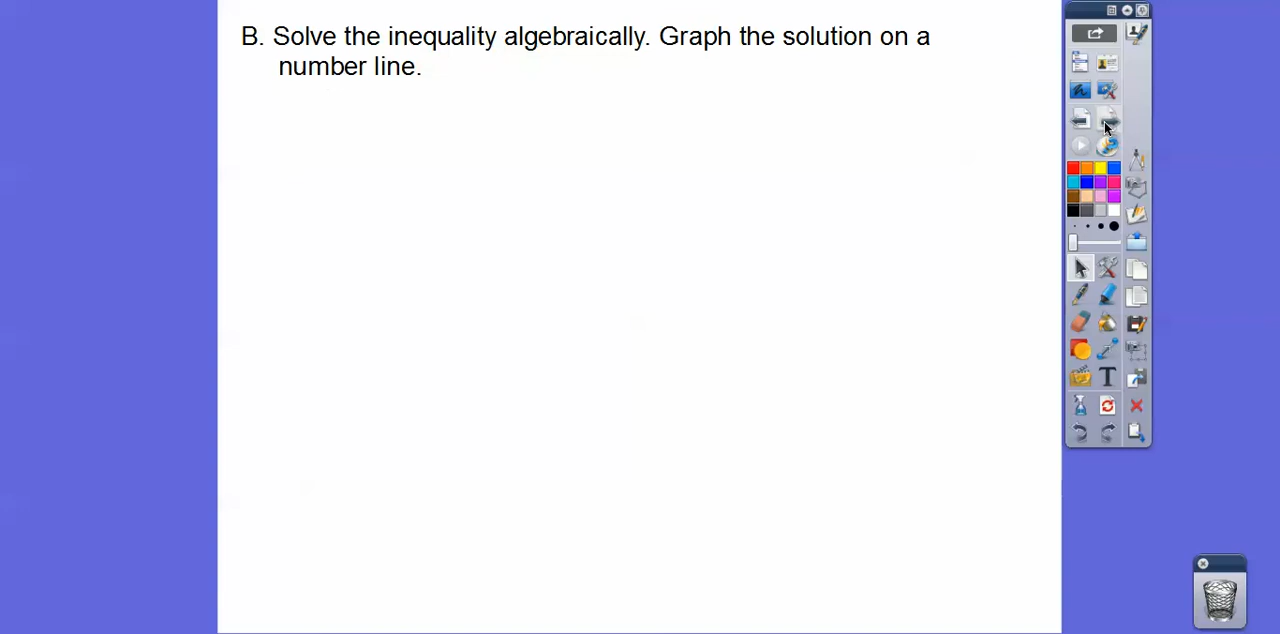 B. Solve the inequality algebraically. Graph the solution on a
number line.